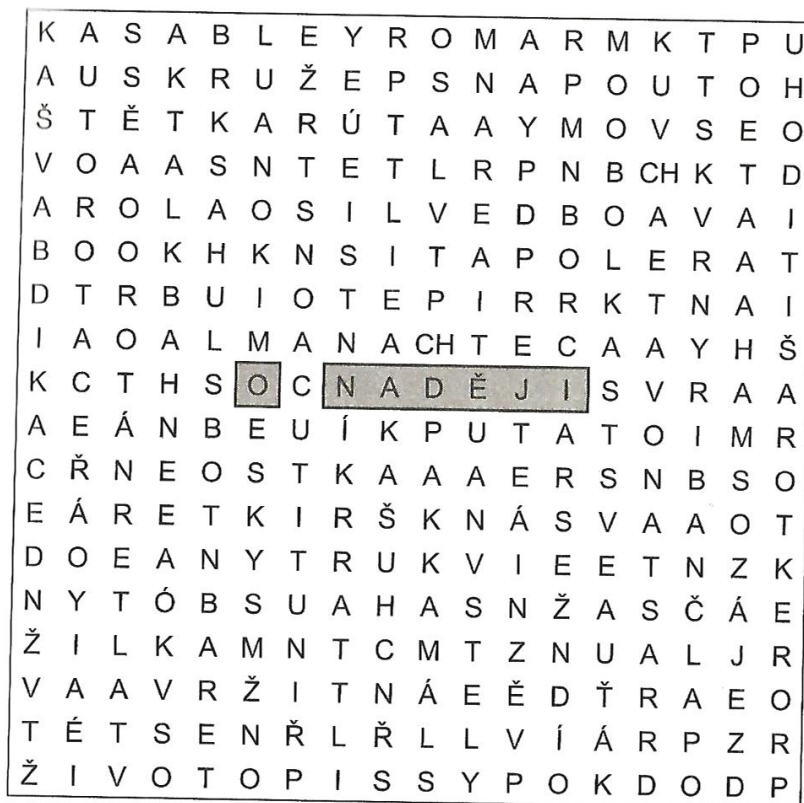 K A S A B L E Y R O M A R M K T P U
A U S K R U Ž E P S N A P O U T O H
Š T Ě T K A R Ú T A A Y M O V S E O
V O A A S N T E T L R P N B CH K T D
A R O L A O S I L V E D B O A V A I
B O O K H K N S I T A P O L E R A T
D T R B U I O T E P I R R K T N A I
I A O A L M A N A CH T E C A A Y H Š
K C T H S O C N A D Ě J I S V R A A
A E Á N B E U Í K P U T A T O I M R
C Ř N E O S T K A A A E R S N B S O
E Á R E T K I R Š K N Á S V A A O T
D O E A N Y T R U K V I E E T N Z K
N Y T Ó B S U A H A S N Ž A S Č Á E
Ž I L K A M N T C M T Z N U A L J R
V A A V R Ž I T N Á E Ě D Ť R A E O
T É T S E N Ř L Ř L L V Í Á R P Z R
Ž I V O T O P I S S Y P O K D O D P